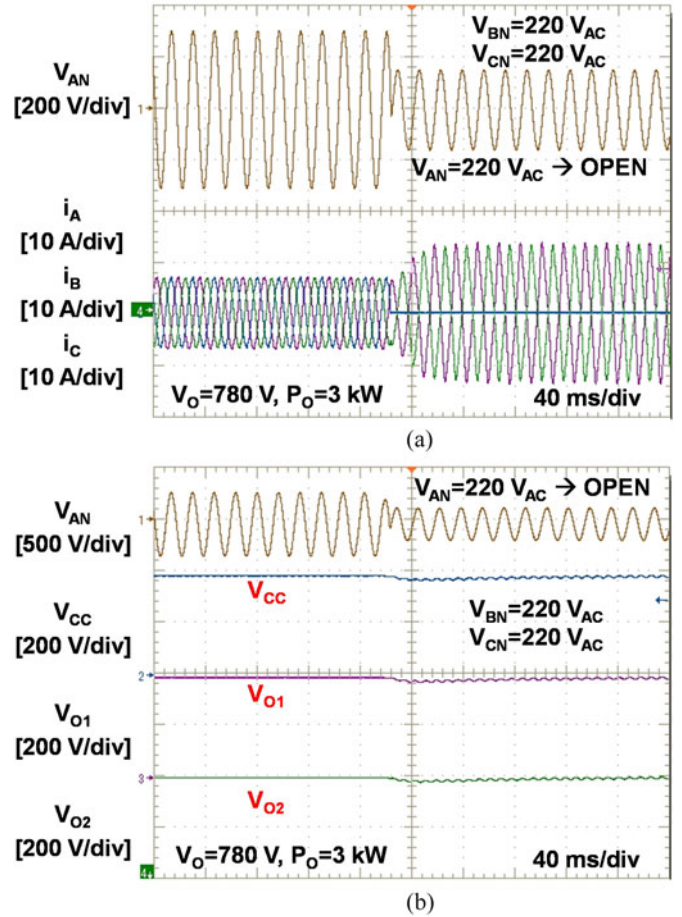 V_AN
[200 V/div]
i_A
[10 A/div]
i_B
[10 A/div]
i_C
[10 A/div]
1
4
V_BN=220 V_AC
V_CN=220 V_AC
V_AN=220 V_AC → OPEN
V_O=780 V, P_O=3 kW
40 ms/div
(a)
V_AN
[500 V/div]
V_CC
[200 V/div]
V_O1
[200 V/div]
V_O2
[200 V/div]
1
2
3
4
V_AN=220 V_AC → OPEN
V_CC
V_BN=220 V_AC
V_CN=220 V_AC
V_O1
V_O2
V_O=780 V, P_O=3 kW
40 ms/div
(b)